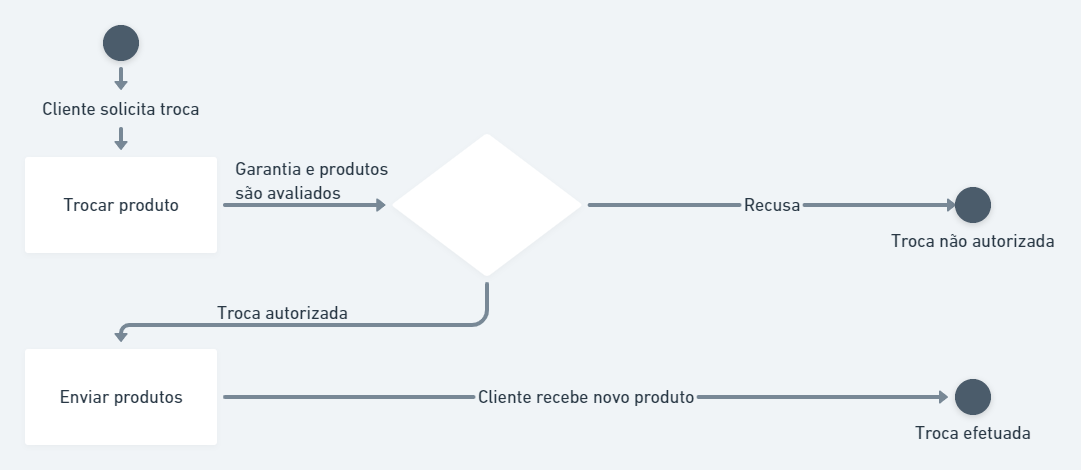 Cliente solicita troca
Garantia e produtos
são avaliados
Trocar produto
Recusa
Troca não autorizada
Troca autorizada
Enviar produtos
Cliente recebe novo produto
Troca efetuada